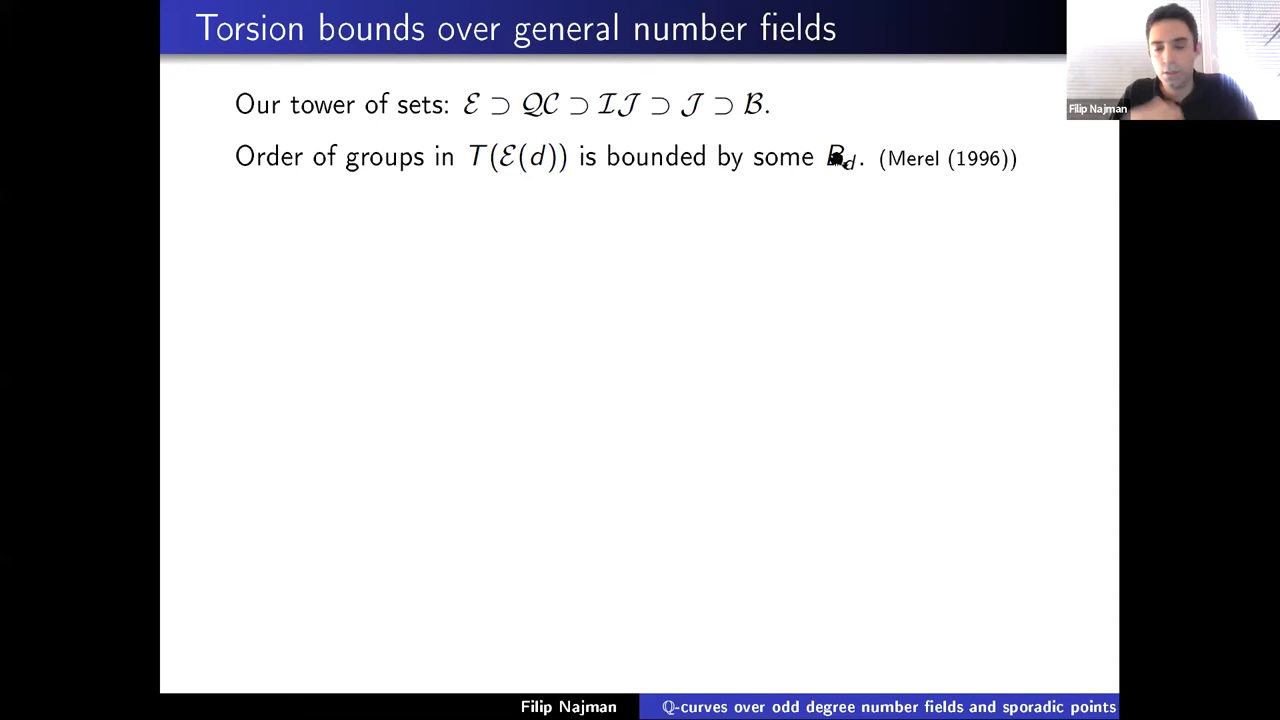 Torsion bounds over general number fields
Filip Najman
Our tower of sets: ℰ ⊃ 𝒬𝒞 ⊃ ℐ𝒥 ⊃ 𝒥 ⊃ ℬ.
Order of groups in T(ℰ(d)) is bounded by some B_d. (Merel (1996))
Filip Najman
ℚ-curves over odd degree number fields and sporadic points